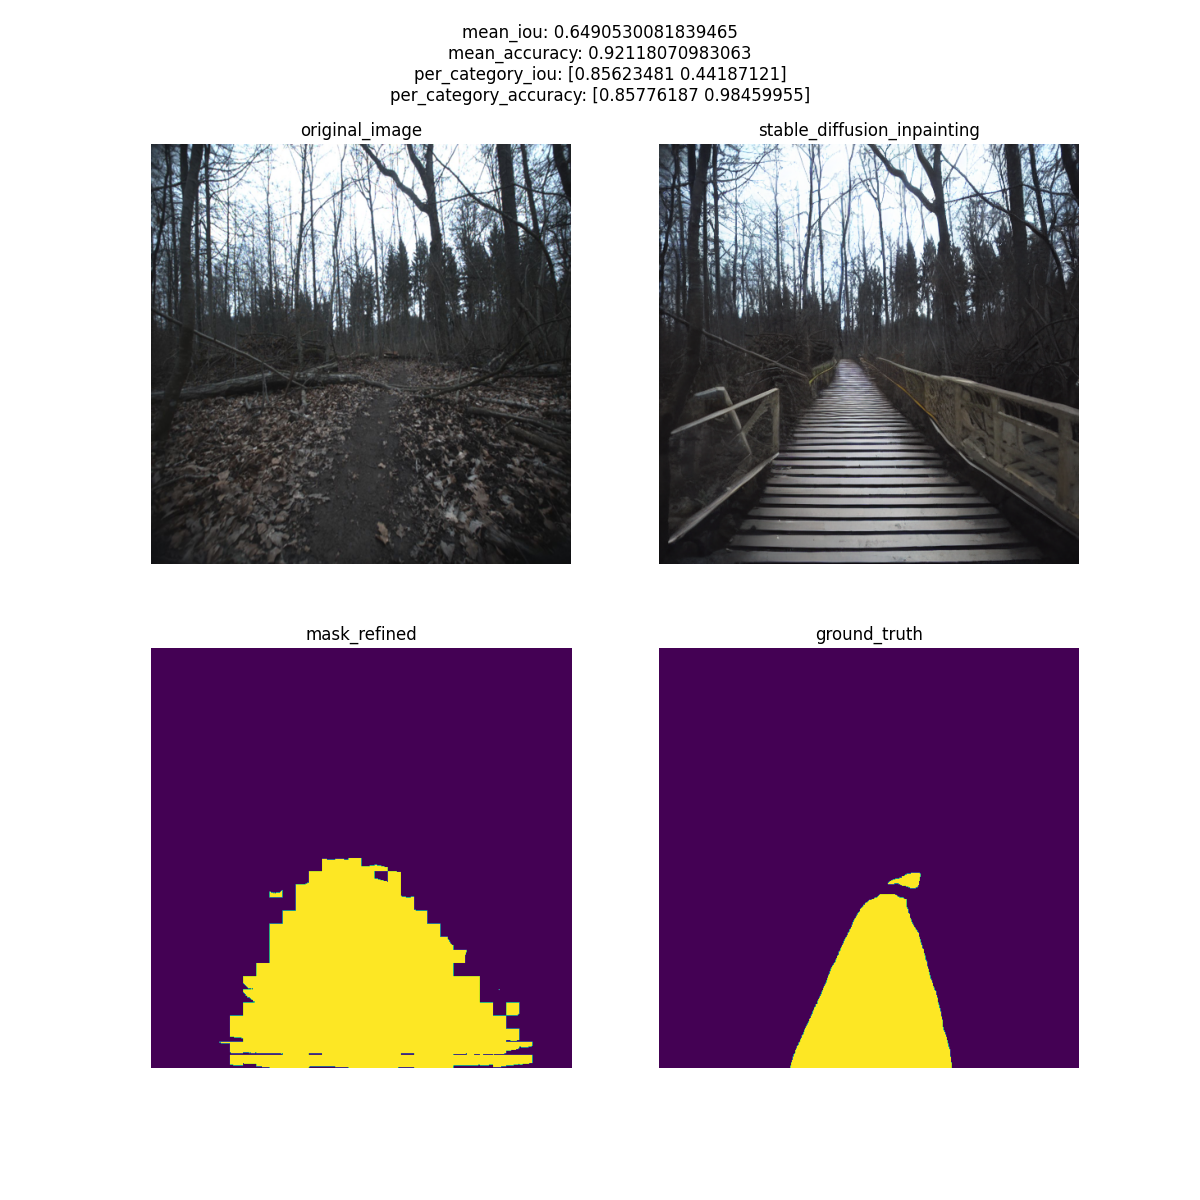 mean_iou: 0.6490530081839465
mean_accuracy: 0.92118070983063
per_category_iou: [0.85623481 0.44187121]
per_category_accuracy: [0.85776187 0.98459955]
original_image
stable_diffusion_inpainting
mask_refined
ground_truth